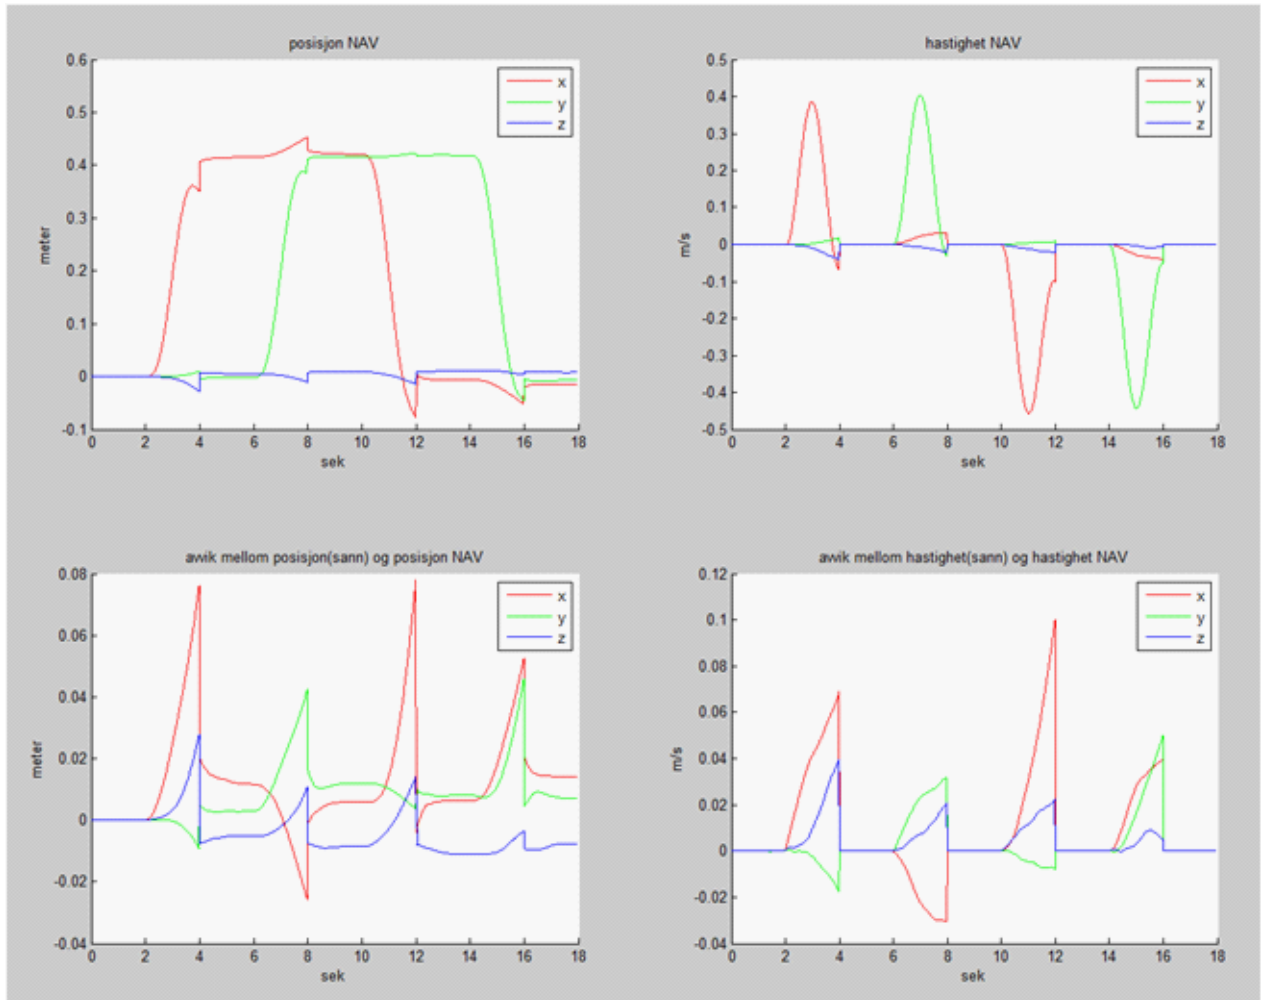 posisjon NAV
0.6
0.5
0.4
0.3
0.2
0.1
0
-0.1
meter
0 2 4 6 8 10 12 14 16 18
sek
x
y
z
hastighet NAV
0.5
0.4
0.3
0.2
0.1
0
-0.1
-0.2
-0.3
-0.4
-0.5
m/s
0 2 4 6 8 10 12 14 16 18
sek
x
y
z
avvik mellom posisjon(sann) og posisjon NAV
0.08
0.06
0.04
0.02
0
-0.02
-0.04
meter
0 2 4 6 8 10 12 14 16 18
sek
x
y
z
avvik mellom hastighet(sann) og hastighet NAV
0.12
0.1
0.08
0.06
0.04
0.02
0
-0.02
-0.04
m/s
0 2 4 6 8 10 12 14 16 18
sek
x
y
z